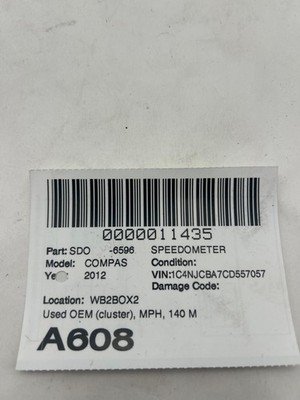 0000011435
Part: SDO -6596 SPEEDOMETER
Model: COMPAS Condition:
Ye 2012 VIN:1C4NJCBA7CD557057
Damage Code:
Location: WB2BOX2
Used OEM (cluster), MPH, 140 M
A608